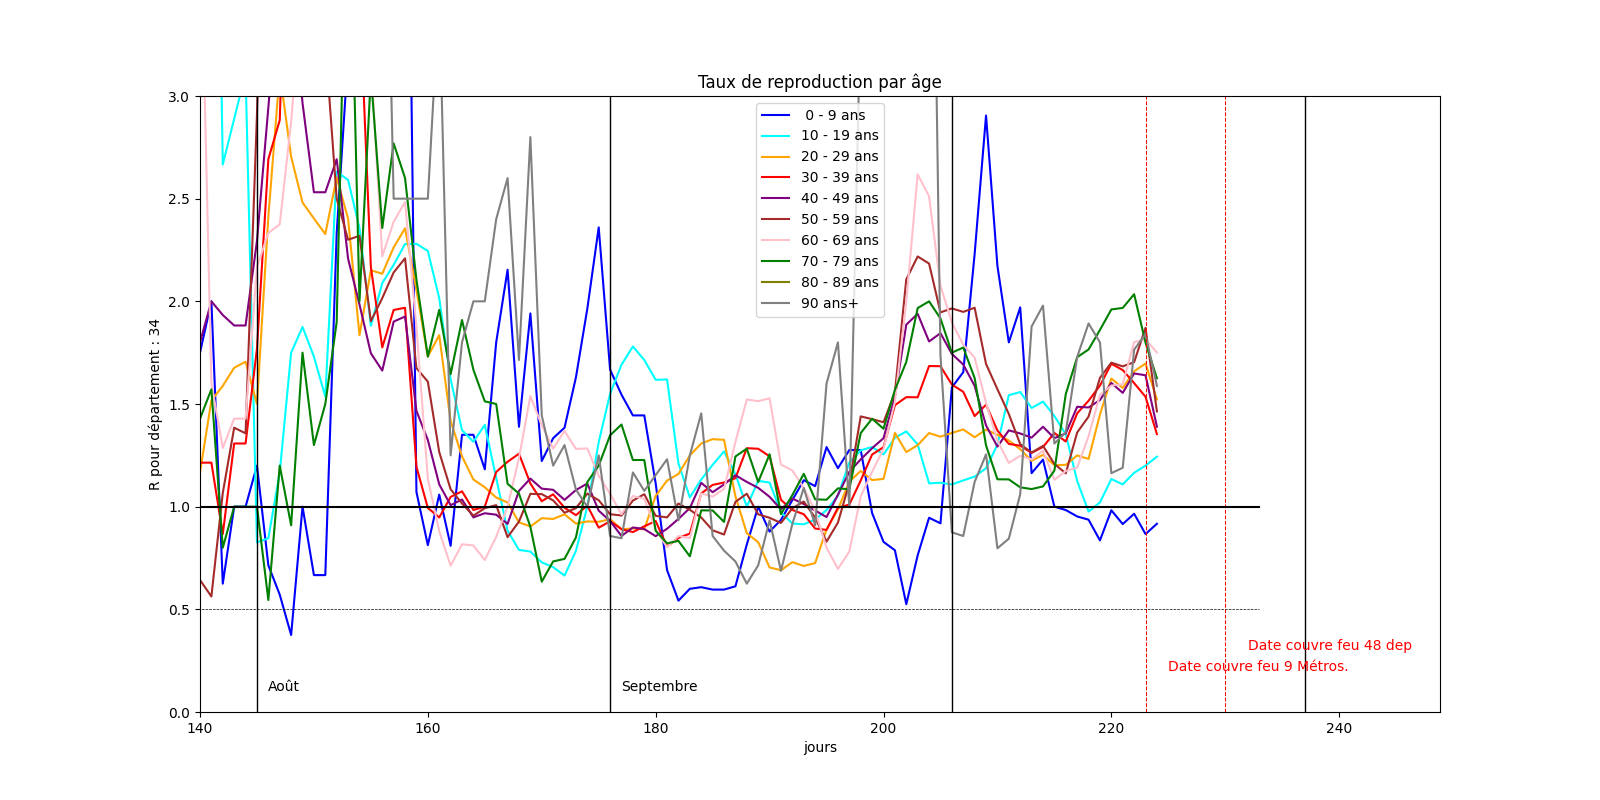 Taux de reproduction par âge
3.0
2.5
2.0
1.5
1.0
0.5
0.0
R pour département : 34
0 - 9 ans
10 - 19 ans
20 - 29 ans
30 - 39 ans
40 - 49 ans
50 - 59 ans
60 - 69 ans
70 - 79 ans
80 - 89 ans
90 ans+
Date couvre feu 48 dep
Date couvre feu 9 Métros.
Août
Septembre
140
160
180
200
220
240
jours